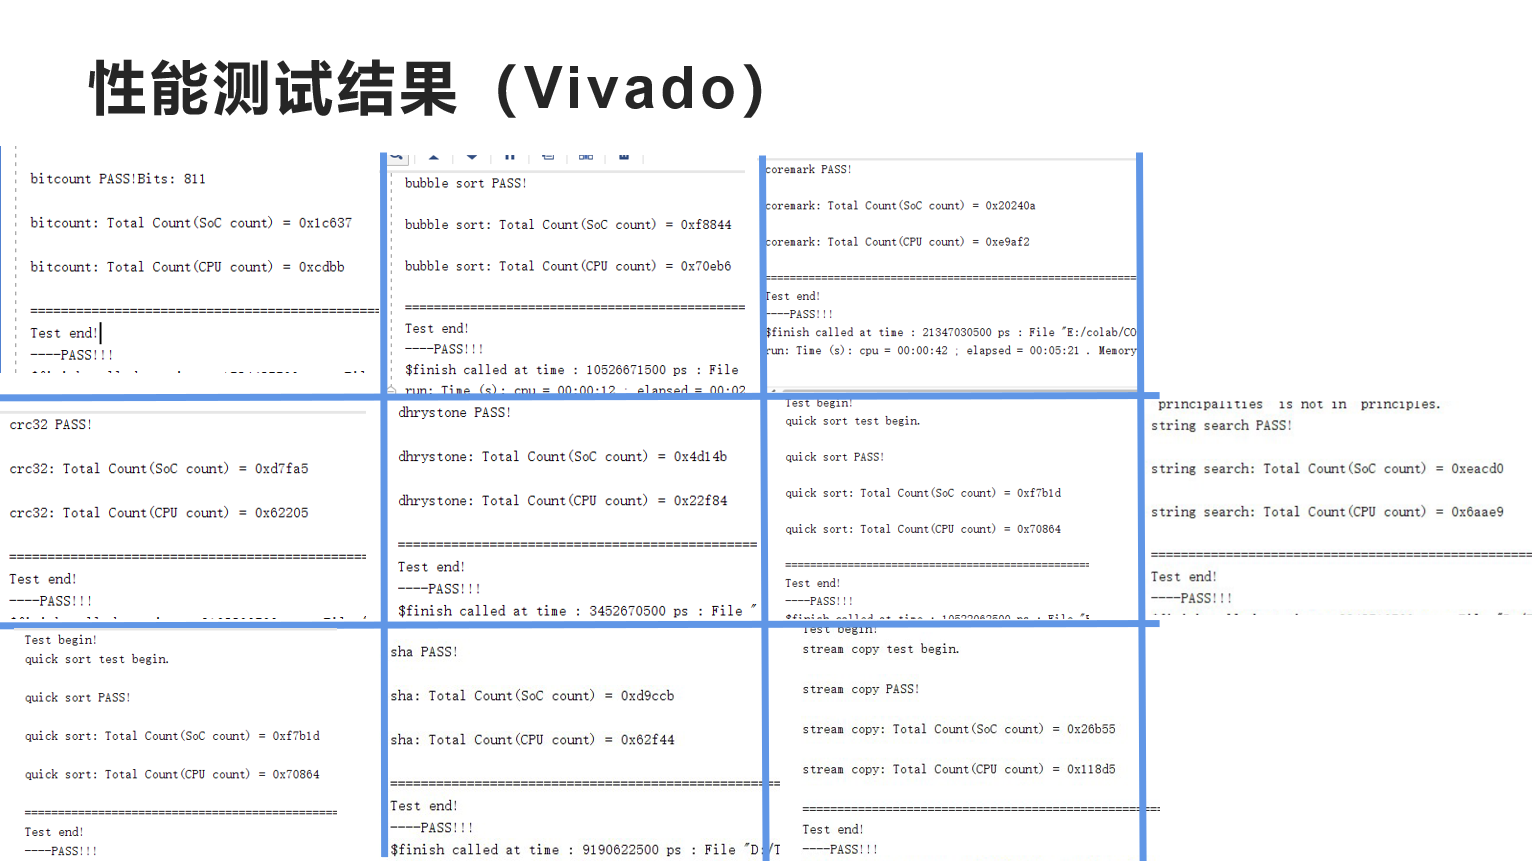 性能测试结果（Vivado）
bitcount PASS!Bits: 811
bitcount: Total Count(SoC count) = 0x1c637
bitcount: Total Count(CPU count) = 0xcdbb
================================================
Test end!
----PASS!!!
bubble sort PASS!
bubble sort: Total Count(SoC count) = 0xf8844
bubble sort: Total Count(CPU count) = 0x70eb6
================================================
Test end!
----PASS!!!
$finish called at time : 10526671500 ps : File
run: Time (s): cpu = 00:00:12 ; elapsed = 00:02
coremark PASS!
coremark: Total Count(SoC count) = 0x20240a
coremark: Total Count(CPU count) = 0xe9af2
================================================
Test end!
----PASS!!!
$finish called at time : 21347030500 ps : File "E:/colab/CO
run: Time (s): cpu = 00:00:42 ; elapsed = 00:05:21 . Memory
crc32 PASS!
crc32: Total Count(SoC count) = 0xd7fa5
crc32: Total Count(CPU count) = 0x62205
================================================
Test end!
----PASS!!!
dhrystone PASS!
dhrystone: Total Count(SoC count) = 0x4d14b
dhrystone: Total Count(CPU count) = 0x22f84
================================================
Test end!
----PASS!!!
$finish called at time : 3452670500 ps : File "
Test begin!
quick sort test begin.
quick sort PASS!
quick sort: Total Count(SoC count) = 0xf7b1d
quick sort: Total Count(CPU count) = 0x70864
================================================
Test end!
----PASS!!!
principalities is not in principles.
string search PASS!
string search: Total Count(SoC count) = 0xeacd0
string search: Total Count(CPU count) = 0x6aae9
================================================
Test end!
----PASS!!!
Test begin!
quick sort test begin.
quick sort PASS!
quick sort: Total Count(SoC count) = 0xf7b1d
quick sort: Total Count(CPU count) = 0x70864
================================================
Test end!
----PASS!!!
sha PASS!
sha: Total Count(SoC count) = 0xd9ccb
sha: Total Count(CPU count) = 0x62f44
================================================
Test end!
----PASS!!!
$finish called at time : 9190622500 ps : File "D:/T
Test begin!
stream copy test begin.
stream copy PASS!
stream copy: Total Count(SoC count) = 0x26b55
stream copy: Total Count(CPU count) = 0x118d5
================================================
Test end!
----PASS!!!